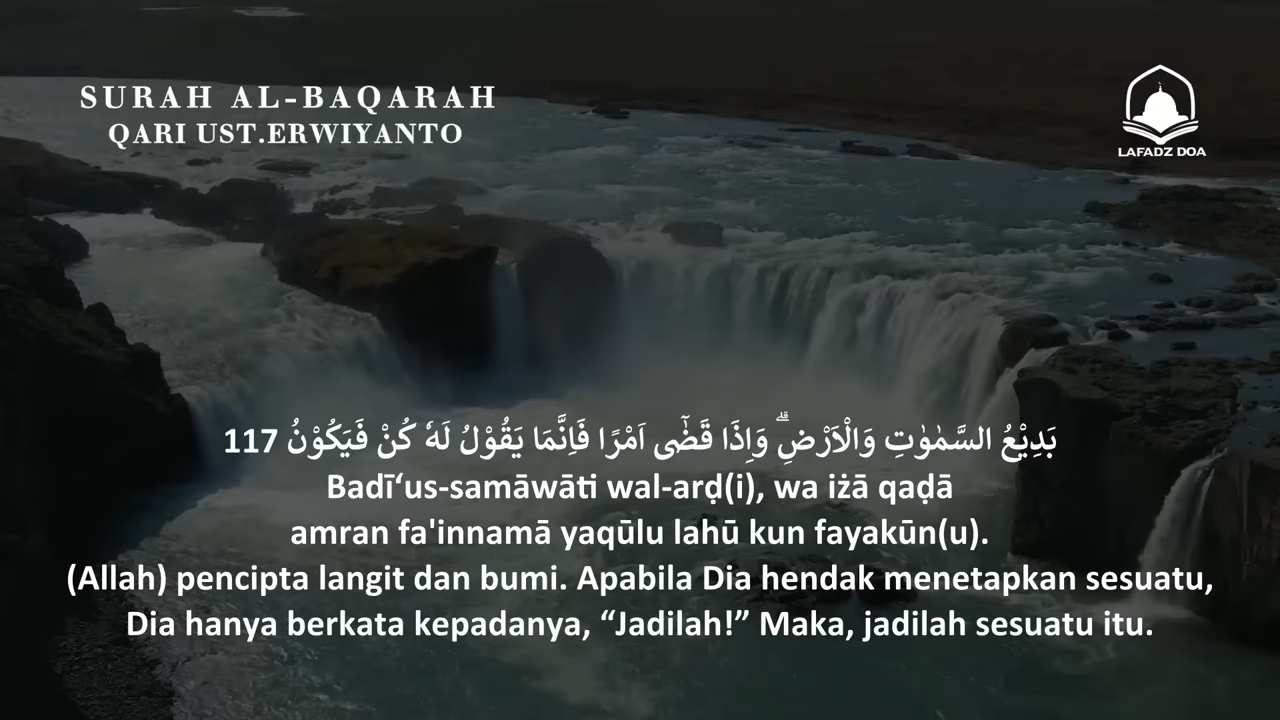 SURAH AL-BAQARAH
QARI UST.ERWIYANTO
LAFADZ DOA
بَدِيْعُ السَّمٰوٰتِ وَالْاَرْضِۗ وَاِذَا قَضٰٓى اَمْرًا فَاِنَّمَا يَقُوْلُ لَهٗ كُنْ فَيَكُوْنُ 117
Badī‘us-samāwāti wal-arḍ(i), wa iżā qaḍā
amran fa'innamā yaqūlu lahū kun fayakūn(u).
(Allah) pencipta langit dan bumi. Apabila Dia hendak menetapkan sesuatu,
Dia hanya berkata kepadanya, “Jadilah!” Maka, jadilah sesuatu itu.